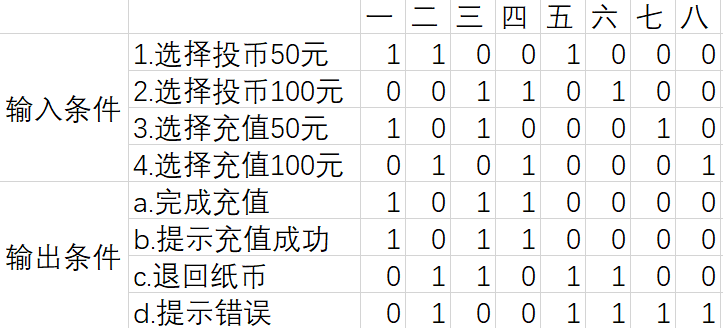 一 二 三 四 五 六 七 八
输入条件
1.选择投币50元 1 1 0 0 1 0 0 0
2.选择投币100元 0 0 1 1 0 1 0 0
3.选择充值50元 1 0 1 0 0 0 1 0
4.选择充值100元 0 1 0 1 0 0 0 1
输出条件
a.完成充值 1 0 1 1 0 0 0 0
b.提示充值成功 1 0 1 1 0 0 0 0
c.退回纸币 0 1 1 0 1 1 0 0
d.提示错误 0 1 0 0 1 1 1 1